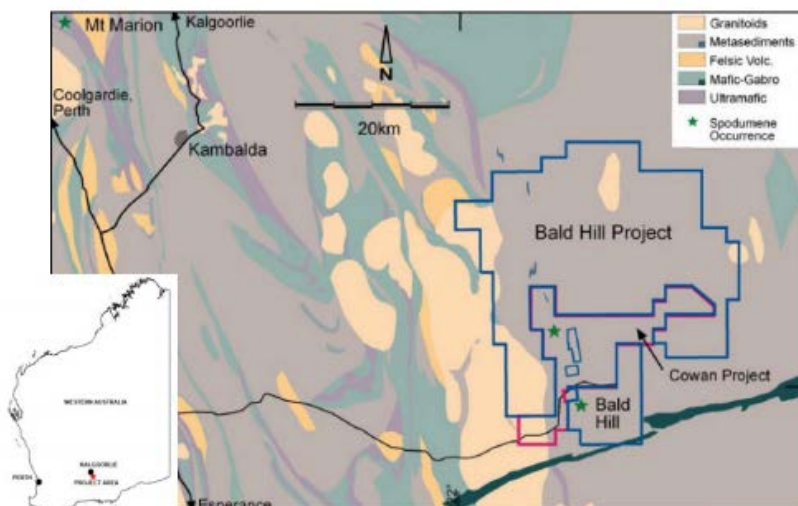 Mt Marion
Kalgoorlie
Coolgardie,
Perth
Kambalda
N
20km
Granitoids
Metasediments
Felsic Volc.
Mafic-Gabro
Ultramafic
Spodumene
Occurrence
Bald Hill Project
Cowan Project
Bald
Hill
WESTERN AUSTRALIA
KALGOORLIE
PERTH
PROJECT AREA
Esperance